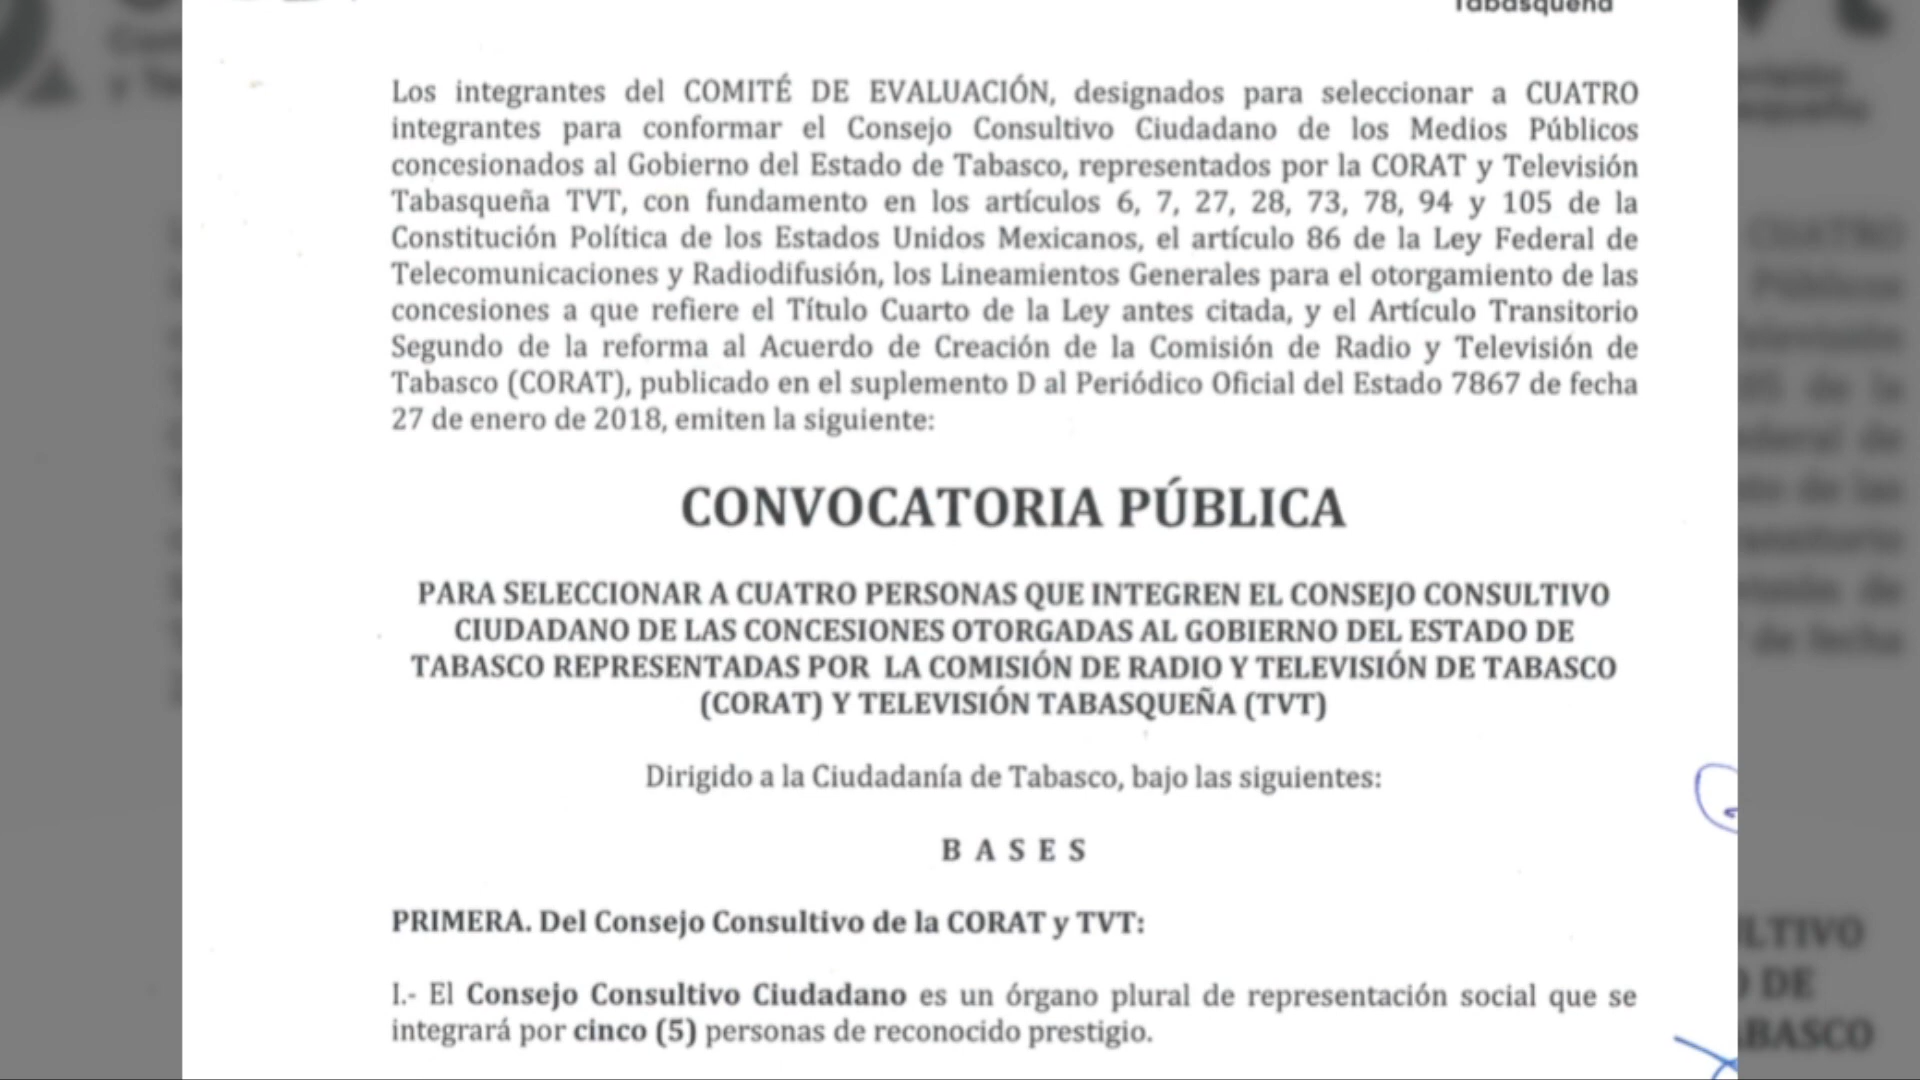 Tabasqueña
Los integrantes del COMITÉ DE EVALUACIÓN, designados para seleccionar a CUATRO
integrantes para conformar el Consejo Consultivo Ciudadano de los Medios Públicos
concesionados al Gobierno del Estado de Tabasco, representados por la CORAT y Televisión
Tabasqueña TVT, con fundamento en los artículos 6, 7, 27, 28, 73, 78, 94 y 105 de la
Constitución Política de los Estados Unidos Mexicanos, el artículo 86 de la Ley Federal de
Telecomunicaciones y Radiodifusión, los Lineamientos Generales para el otorgamiento de las
concesiones a que refiere el Título Cuarto de la Ley antes citada, y el Artículo Transitorio
Segundo de la reforma al Acuerdo de Creación de la Comisión de Radio y Televisión de
Tabasco (CORAT), publicado en el suplemento D al Periódico Oficial del Estado 7867 de fecha
27 de enero de 2018, emiten la siguiente:
CONVOCATORIA PÚBLICA
PARA SELECCIONAR A CUATRO PERSONAS QUE INTEGREN EL CONSEJO CONSULTIVO
CIUDADANO DE LAS CONCESIONES OTORGADAS AL GOBIERNO DEL ESTADO DE
TABASCO REPRESENTADAS POR LA COMISIÓN DE RADIO Y TELEVISIÓN DE TABASCO
(CORAT) Y TELEVISIÓN TABASQUEÑA (TVT)
Dirigido a la Ciudadanía de Tabasco, bajo las siguientes:
B A S E S
PRIMERA. Del Consejo Consultivo de la CORAT y TVT:
I.- El Consejo Consultivo Ciudadano es un órgano plural de representación social que se
integrará por cinco (5) personas de reconocido prestigio.